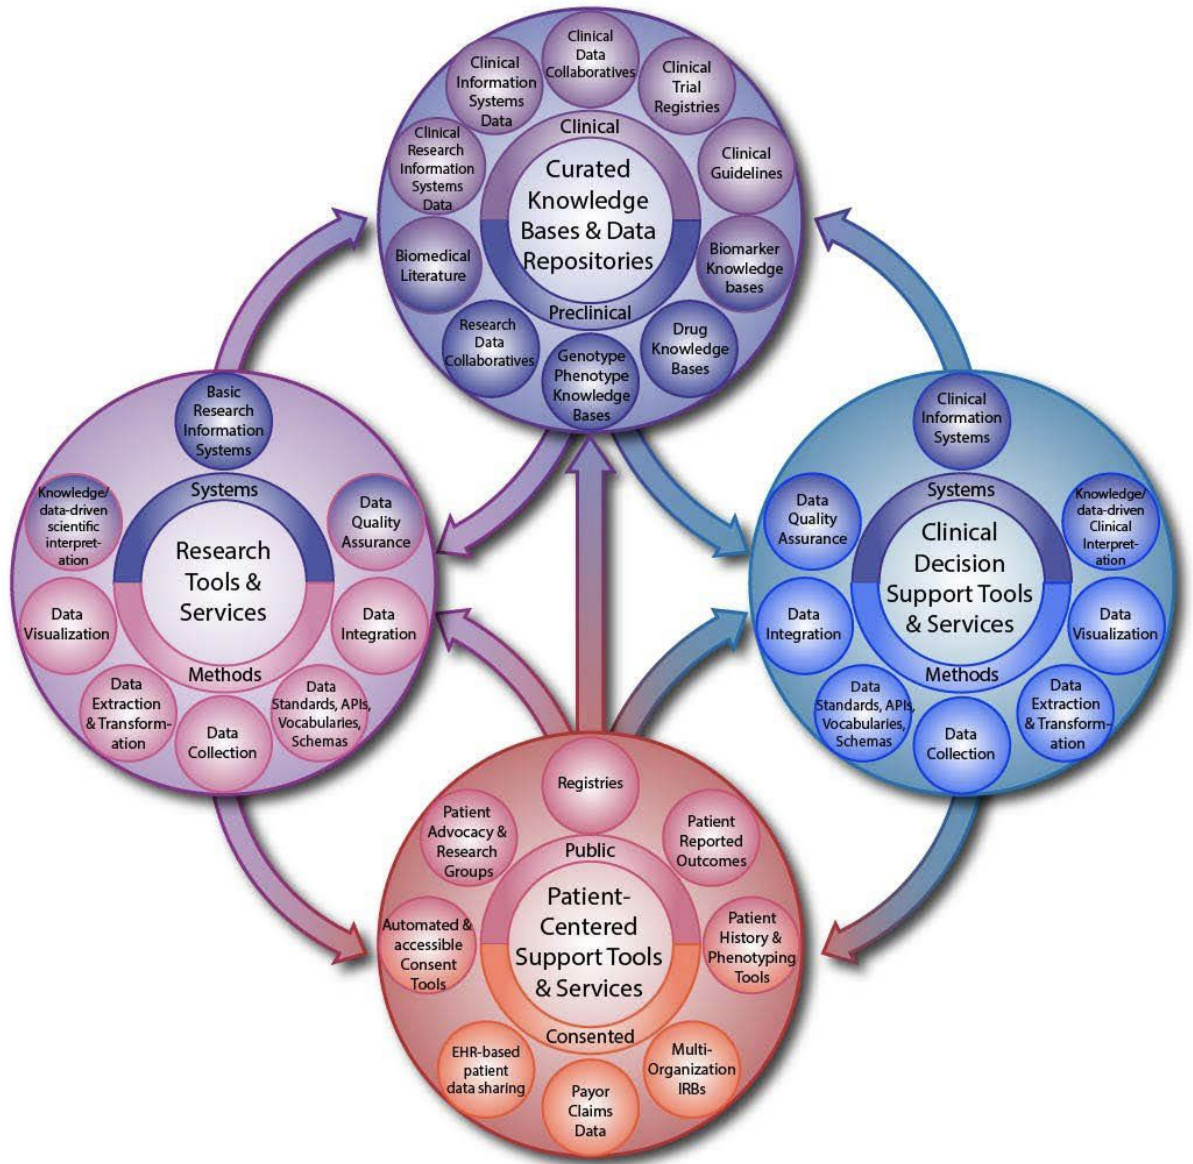 Clinical
Data
Collaboratives
Clinical
Information
Systems
Data
Clinical
Trial
Registries
Clinical
Research
Information
Systems
Data
Clinical
Guidelines
Clinical
Curated
Knowledge
Bases & Data
Repositories
Preclinical
Biomedical
Literature
Biomarker
Knowledge
bases
Research
Data
Collaboratives
Genotype
Phenotype
Knowledge
Bases
Drug
Knowledge
Bases
Basic
Research
Information
Systems
Knowledge/
data-driven
scientific
interpret-
ation
Systems
Data
Quality
Assurance
Research
Tools &
Services
Data
Visualization
Data
Integration
Methods
Data
Extraction
& Transform-
ation
Data
Collection
Data
Standards, APIs,
Vocabularies,
Schemas
Clinical
Information
Systems
Data
Quality
Assurance
Systems
Knowledge/
data-driven
Clinical
Interpret-
ation
Clinical
Decision
Support Tools
& Services
Data
Integration
Data
Visualization
Methods
Data
Standards, APIs,
Vocabularies,
Schemas
Data
Collection
Data
Extraction
& Transform-
ation
Registries
Patient
Advocacy &
Research
Groups
Public
Patient
Reported
Outcomes
Automated &
accessible
Consent
Tools
Patient-
Centered
Support Tools
& Services
Patient
History &
Phenotyping
Tools
Consented
EHR-based
patient
data sharing
Payor
Claims
Data
Multi-
Organization
IRBs